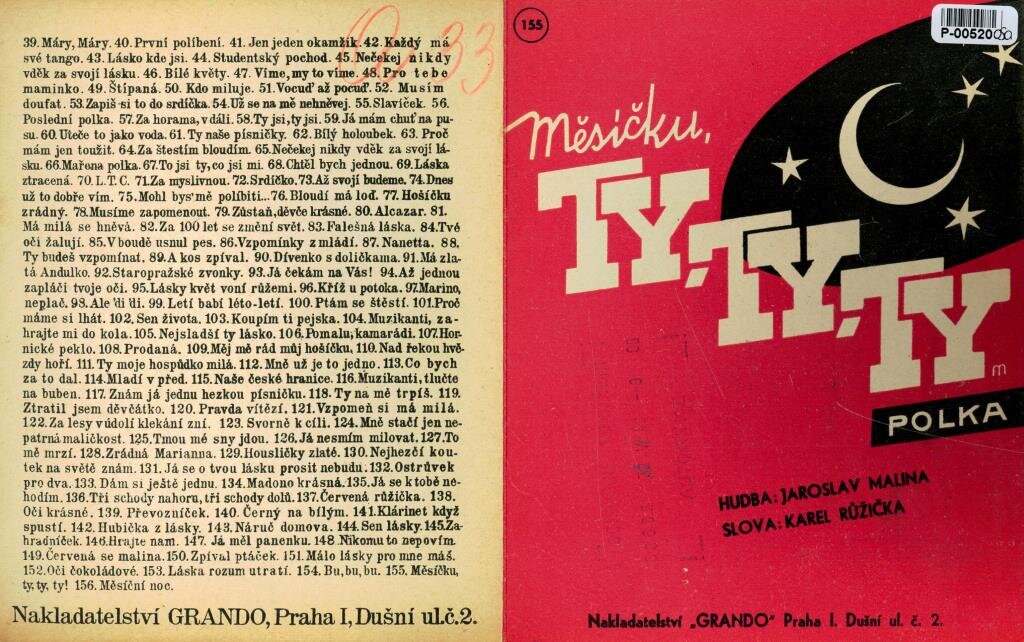 39. Máry, Máry. 40. První políbení. 41. Jen jeden okamžik. 42. Každý má
své tango. 43. Lásko kde jsi. 44. Studentský pochod. 45. Nečekej nikdy
vděk za svojí lásku. 46. Bílé květy. 47. Víme, my to víme. 48. Pro tebe
maminko. 49. Štípaná. 50. Kdo miluje. 51. Vocuď až pocuď. 52. Musím
doufat. 53. Zapiš si to do srdíčka. 54. Už se na mě nehněvej. 55. Slavíček. 56.
Poslední polka. 57. Za horama, v dáli. 58. Ty jsi, ty jsi. 59. Já mám chuť na pu-
su. 60. Uteče to jako voda. 61. Ty naše písničky. 62. Bílý holoubek. 63. Proč
mám jen toužit. 64. Za štestím bloudím. 65. Nečekej nikdy vděk za svojí lá-
sku. 66. Mařena polka. 67. To jsi ty, co jsi mi. 68. Chtěl bych jednou. 69. Láska
ztracená. 70. L.T.C. 71. Za myslivnou. 72. Srdíčko. 73. Až svojí budeme. 74. Dnes
už to dobře vím. 75. Mohl bys' mě políbiti... 76. Bloudí má loď. 77. Hošíčku
zrádný. 78. Musíme zapomenout. 79. Zůstaň, děvče krásné. 80. Alcazar. 81.
Má milá se hněvá. 82. Za 100 let se změní svět. 83. Falešná láska. 84. Tvé
oči žalují. 85. V boudě usnul pes. 86. Vzpomínky z mládí. 87. Nanetta. 88.
Ty budeš vzpomínat. 89. A kos zpíval. 90. Dívenko s dolíčkama. 91. Má zla-
tá Andulko. 92. Staropražské zvonky. 93. Já čekám na Vás! 94. Až jednou
zapláči tvoje oči. 95. Lásky květ voní růžemi. 96. Kříž u potoka. 97. Marino,
neplač. 98. Ale 'di 'di. 99. Letí babí léto-letí. 100. Ptám se štěstí. 101. Proč
máme si lhát. 102. Sen života. 103. Koupím ti pejska. 104. Muzikanti, za-
hrajte mi do kola. 105. Nejsladší ty lásko. 106. Pomalu, kamarádi. 107. Hor-
nické peklo. 108. Prodaná. 109. Měj mě rád můj hošíčku. 110. Nad řekou hvě-
zdy hoří. 111. Ty moje hospůdko milá. 112. Mně už je to jedno. 113. Co bych
za to dal. 114. Mladí v před. 115. Naše české hranice. 116. Muzikanti, tlučte
na buben. 117. Znám já jednu hezkou písničku. 118. Ty na mě trpíš. 119.
Ztratil jsem děvčátko. 120. Pravda vítězí. 121. Vzpomeň si má milá.
122. Za lesy v údolí klekání zní. 123. Svorně k cíli. 124. Mně stačí jen ne-
patrná maličkost. 125. Tmou mé sny jdou. 126. Já nesmím milovat. 127. To
mě mrzí. 128. Zrádná Marianna. 129. Housličky zlaté. 130. Nejhezčí kou-
tek na světě znám. 131. Já se o tvou lásku prosit nebudu. 132. Ostrůvek
pro dva. 133. Dám si ještě jednu. 134. Madono krásná. 135. Já se k tobě ne-
hodím. 136. Tři schody nahoru, tři schody dolů. 137. Červená růžička. 138.
Oči krásné. 139. Převozníček. 140. Černý na bílým. 141. Klárinet když
spustí. 142. Hubička z lásky. 143. Náruč domova. 144. Sen lásky. 145. Za-
hradníček. 146. Hrajte nam. 147. Já měl panenku. 148. Nikomu to nepovím.
149. Červená se malina. 150. Zpíval ptáček. 151. Málo lásky pro mne máš.
152. Oči čokoládové. 153. Láska rozum utratí. 154. Bu, bu, bu. 155. Měsíčku,
ty, ty, ty! 156. Měsíční noc.
Nakladatelství GRANDO, Praha I, Dušní ul.č. 2.
155
P-00520
Měsíčku,
TY, TY, TY
POLKA
HUDBA: JAROSLAV MALINA
SLOVA: KAREL RŮŽIČKA
Nakladatelství „GRANDO" Praha I. Dušní ul. č. 2.